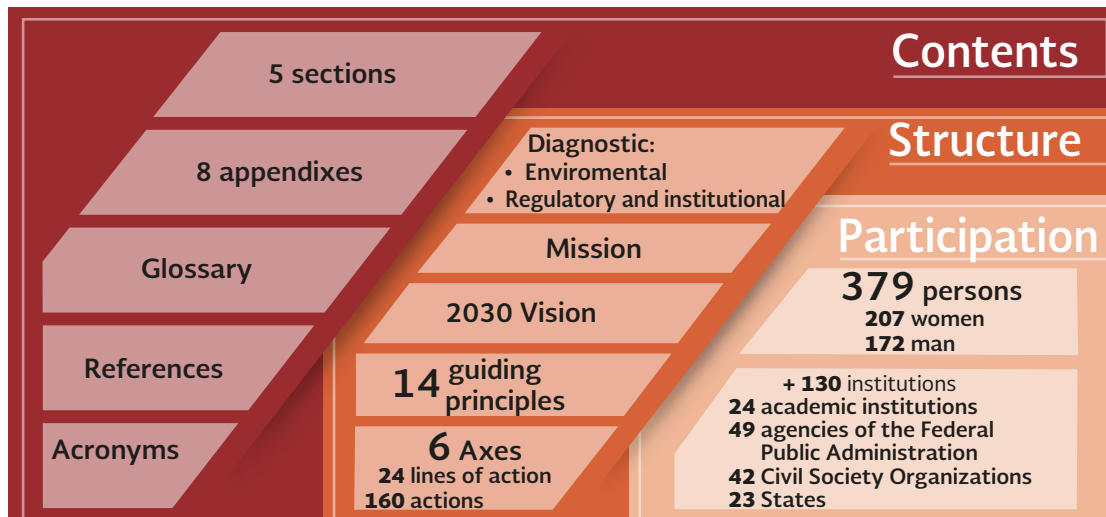 Contents
5 sections
8 appendixes
Glossary
References
Acronyms
Structure
Diagnostic:
• Enviromental
• Regulatory and institutional
Mission
2030 Vision
14 guiding
principles
6 Axes
24 lines of action
160 actions
Participation
379 persons
207 women
172 man
+ 130 institutions
24 academic institutions
49 agencies of the Federal
Public Administration
42 Civil Society Organizations
23 States